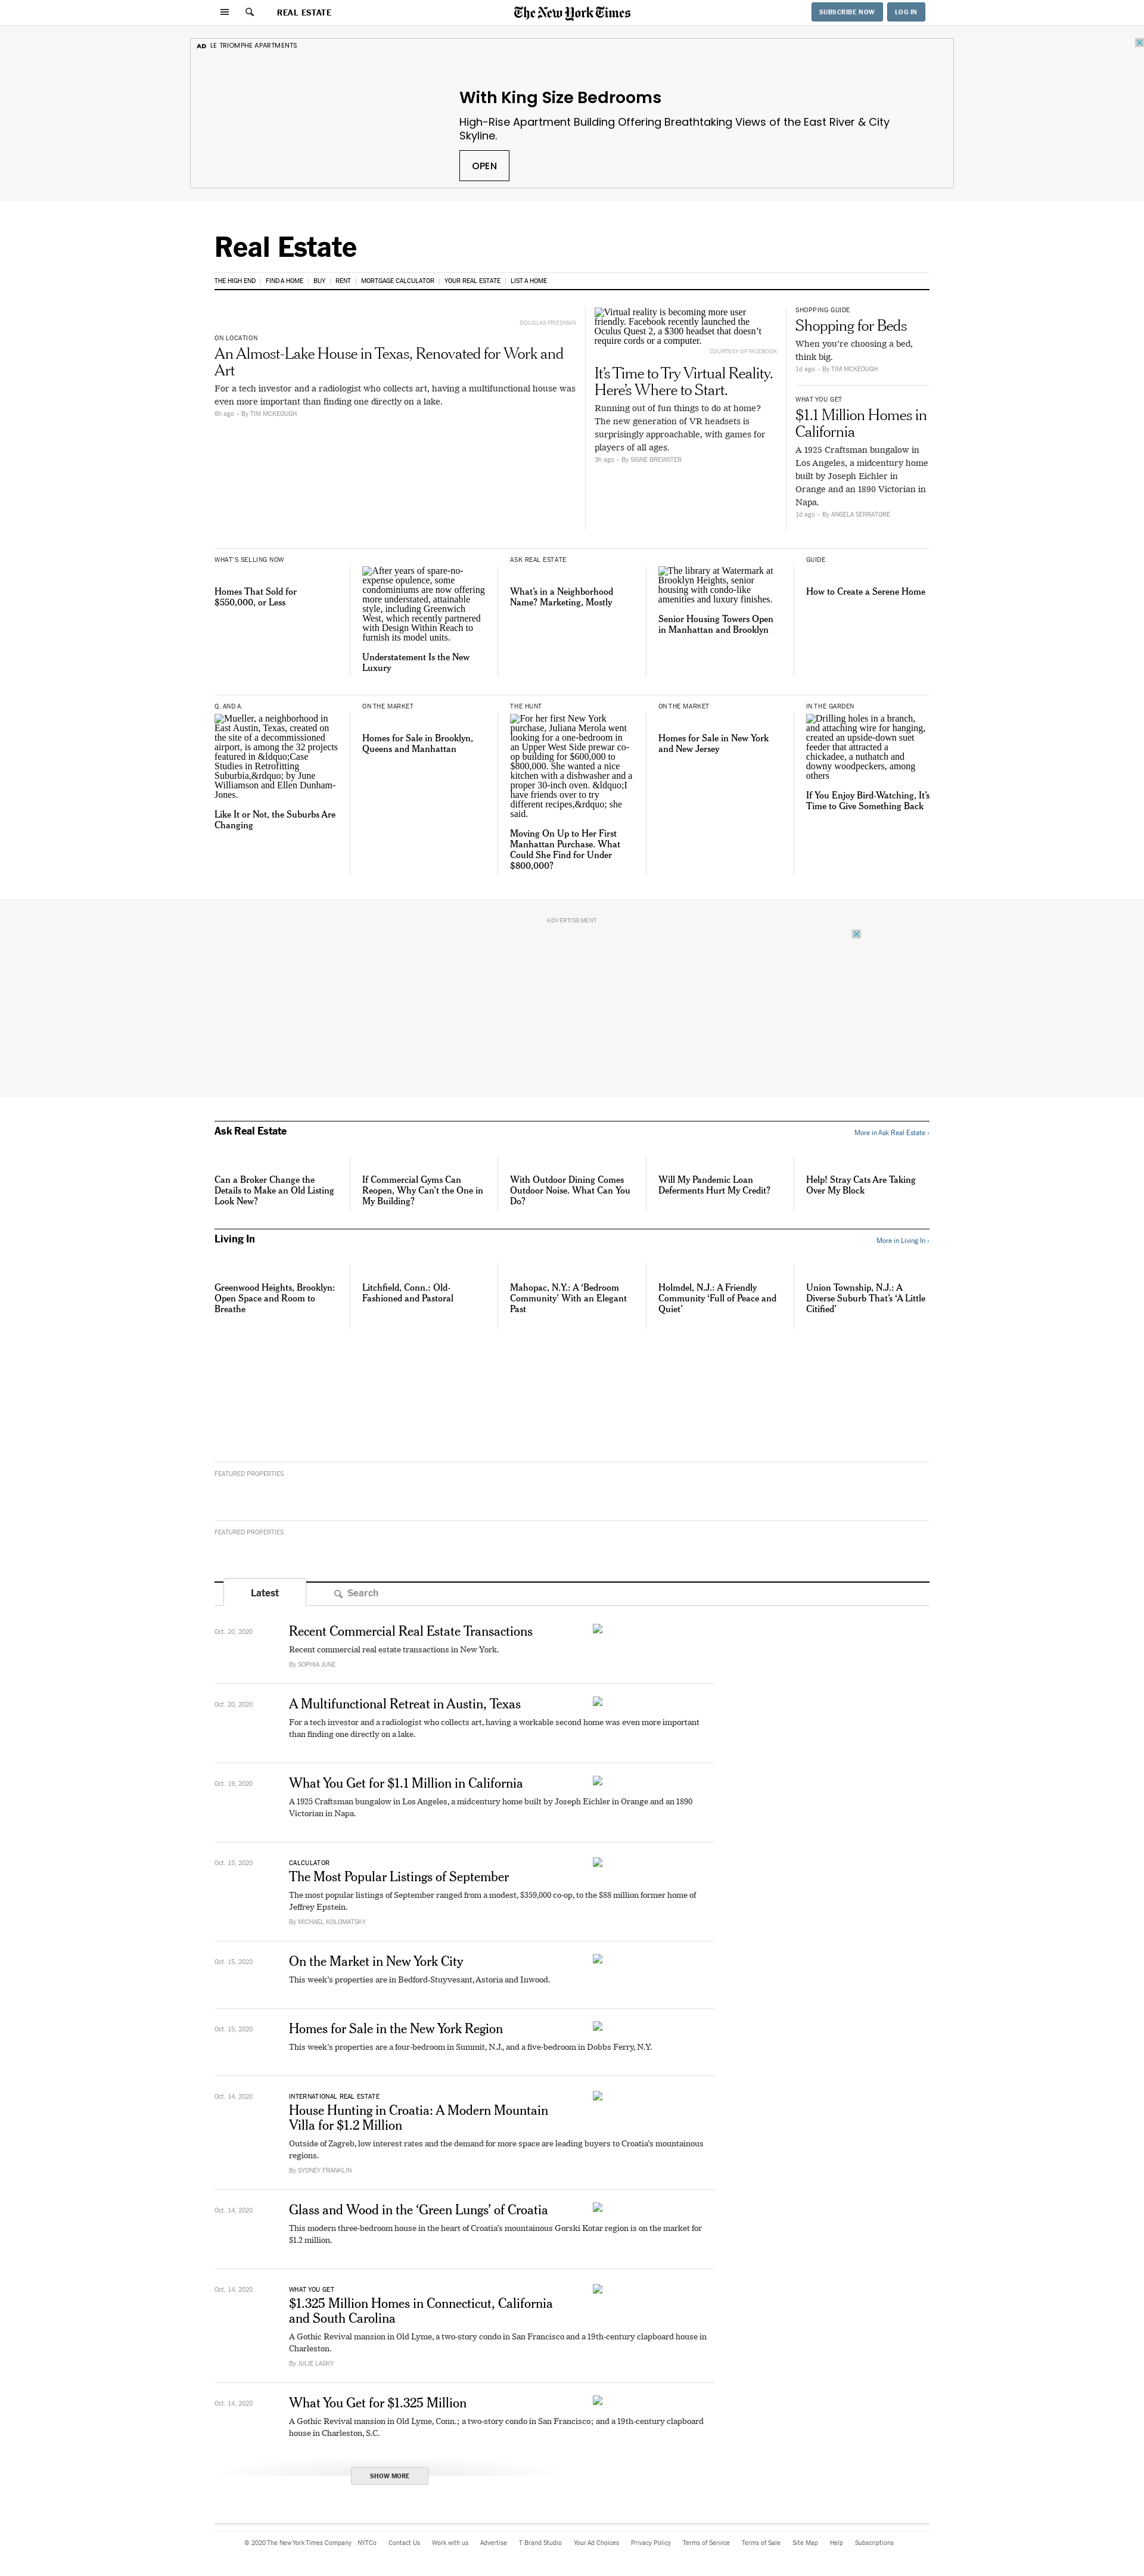 REAL ESTATE
The New York Times
SUBSCRIBE NOW
LOG IN
AD LE TRIOMPHE APARTMENTS
With King Size Bedrooms
High-Rise Apartment Building Offering Breathtaking Views of the East River & City
Skyline.
OPEN
Real Estate
THE HIGH END
FIND A HOME
BUY
RENT
MORTGAGE CALCULATOR
YOUR REAL ESTATE
LIST A HOME
DOUGLAS FRIEDMAN
ON LOCATION
An Almost-Lake House in Texas, Renovated for Work and
Art
For a tech investor and a radiologist who collects art, having a multifunctional house was
even more important than finding one directly on a lake.
6h ago • By TIM MCKEOUGH
Virtual reality is becoming more user
friendly. Facebook recently launched the
Oculus Quest 2, a $300 headset that doesn’t
require cords or a computer.
COURTESY OF FACEBOOK
It’s Time to Try Virtual Reality.
Here’s Where to Start.
Running out of fun things to do at home?
The new generation of VR headsets is
surprisingly approachable, with games for
players of all ages.
3h ago • By SIGNE BREWSTER
SHOPPING GUIDE
Shopping for Beds
When you’re choosing a bed,
think big.
1d ago • By TIM MCKEOUGH
WHAT YOU GET
$1.1 Million Homes in
California
A 1925 Craftsman bungalow in
Los Angeles, a midcentury home
built by Joseph Eichler in
Orange and an 1890 Victorian in
Napa.
1d ago • By ANGELA SERRATORE
WHAT’S SELLING NOW
Homes That Sold for
$550,000, or Less
After years of spare-no-
expense opulence, some
condominiums are now offering
more understated, attainable
style, including Greenwich
West, which recently partnered
with Design Within Reach to
furnish its model units.
Understatement Is the New
Luxury
ASK REAL ESTATE
What’s in a Neighborhood
Name? Marketing, Mostly
The library at Watermark at
Brooklyn Heights, senior
housing with condo-like
amenities and luxury finishes.
Senior Housing Towers Open
in Manhattan and Brooklyn
GUIDE
How to Create a Serene Home
Q. AND A.
Mueller, a neighborhood in
East Austin, Texas, created on
the site of a decommissioned
airport, is among the 32 projects
featured in &ldquo;Case
Studies in Retrofitting
Suburbia,&rdquo; by June
Williamson and Ellen Dunham-
Jones.
Like It or Not, the Suburbs Are
Changing
ON THE MARKET
Homes for Sale in Brooklyn,
Queens and Manhattan
THE HUNT
For her first New York
purchase, Juliana Merola went
looking for a one-bedroom in
an Upper West Side prewar co-
op building for $600,000 to
$800,000. She wanted a nice
kitchen with a dishwasher and a
proper 30-inch oven. &ldquo;I
have friends over to try
different recipes,&rdquo; she
said.
Moving On Up to Her First
Manhattan Purchase. What
Could She Find for Under
$800,000?
ON THE MARKET
Homes for Sale in New York
and New Jersey
IN THE GARDEN
Drilling holes in a branch,
and attaching wire for hanging,
created an upside-down suet
feeder that attracted a
chickadee, a nuthatch and
downy woodpeckers, among
others
If You Enjoy Bird-Watching, It’s
Time to Give Something Back
ADVERTISEMENT
Ask Real Estate
More in Ask Real Estate ›
Can a Broker Change the
Details to Make an Old Listing
Look New?
If Commercial Gyms Can
Reopen, Why Can’t the One in
My Building?
With Outdoor Dining Comes
Outdoor Noise. What Can You
Do?
Will My Pandemic Loan
Deferments Hurt My Credit?
Help! Stray Cats Are Taking
Over My Block
Living In
More in Living In ›
Greenwood Heights, Brooklyn:
Open Space and Room to
Breathe
Litchfield, Conn.: Old-
Fashioned and Pastoral
Mahopac, N.Y.: A ‘Bedroom
Community’ With an Elegant
Past
Holmdel, N.J.: A Friendly
Community ‘Full of Peace and
Quiet’
Union Township, N.J.: A
Diverse Suburb That’s ‘A Little
Citified’
FEATURED PROPERTIES
FEATURED PROPERTIES
Latest
Search
Oct. 20, 2020
Recent Commercial Real Estate Transactions
Recent commercial real estate transactions in New York.
By SOPHIA JUNE
Oct. 20, 2020
A Multifunctional Retreat in Austin, Texas
For a tech investor and a radiologist who collects art, having a workable second home was even more important
than finding one directly on a lake.
Oct. 19, 2020
What You Get for $1.1 Million in California
A 1925 Craftsman bungalow in Los Angeles, a midcentury home built by Joseph Eichler in Orange and an 1890
Victorian in Napa.
Oct. 15, 2020
CALCULATOR
The Most Popular Listings of September
The most popular listings of September ranged from a modest, $359,000 co-op, to the $88 million former home of
Jeffrey Epstein.
By MICHAEL KOLOMATSKY
Oct. 15, 2020
On the Market in New York City
This week’s properties are in Bedford-Stuyvesant, Astoria and Inwood.
Oct. 15, 2020
Homes for Sale in the New York Region
This week’s properties are a four-bedroom in Summit, N.J., and a five-bedroom in Dobbs Ferry, N.Y.
Oct. 14, 2020
INTERNATIONAL REAL ESTATE
House Hunting in Croatia: A Modern Mountain
Villa for $1.2 Million
Outside of Zagreb, low interest rates and the demand for more space are leading buyers to Croatia’s mountainous
regions.
By SYDNEY FRANKLIN
Oct. 14, 2020
Glass and Wood in the ‘Green Lungs’ of Croatia
This modern three-bedroom house in the heart of Croatia’s mountainous Gorski Kotar region is on the market for
$1.2 million.
Oct. 14, 2020
WHAT YOU GET
$1.325 Million Homes in Connecticut, California
and South Carolina
A Gothic Revival mansion in Old Lyme, a two-story condo in San Francisco and a 19th-century clapboard house in
Charleston.
By JULIE LASKY
Oct. 14, 2020
What You Get for $1.325 Million
A Gothic Revival mansion in Old Lyme, Conn.; a two-story condo in San Francisco; and a 19th-century clapboard
house in Charleston, S.C.
SHOW MORE
© 2020 The New York Times Company
NYTCo
Contact Us
Work with us
Advertise
T Brand Studio
Your Ad Choices
Privacy Policy
Terms of Service
Terms of Sale
Site Map
Help
Subscriptions